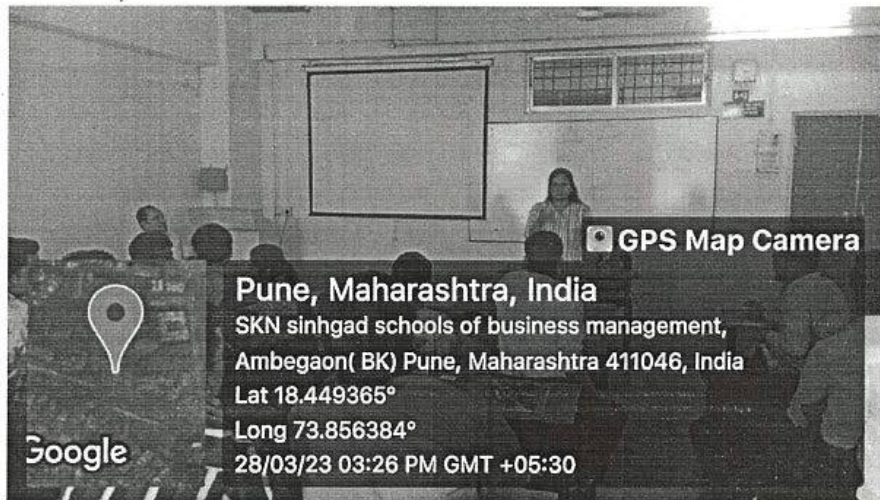 GPS Map Camera
Pune, Maharashtra, India
SKN sinhgad schools of business management,
Ambegaon( BK) Pune, Maharashtra 411046, India
Lat 18.449365°
Long 73.856384°
28/03/23 03:26 PM GMT +05:30
Google